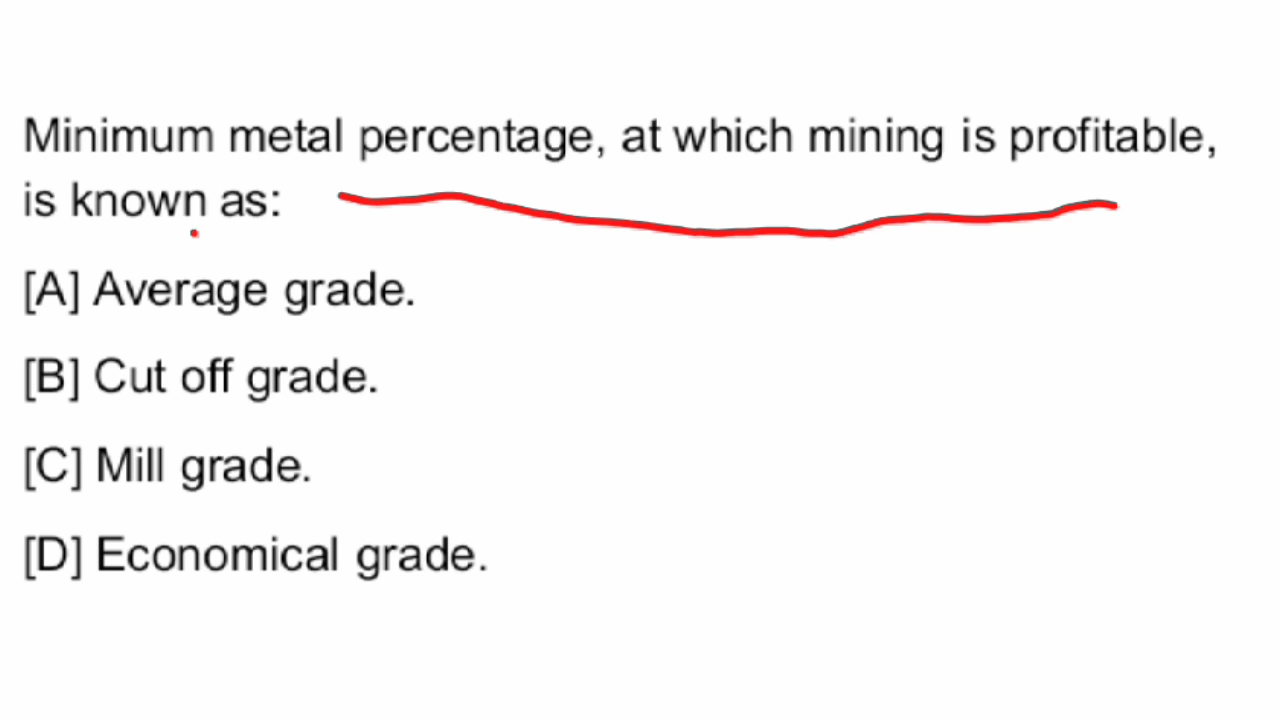 Minimum metal percentage, at which mining is profitable,
is known as:
[A] Average grade.
[B] Cut off grade.
[C] Mill grade.
[D] Economical grade.